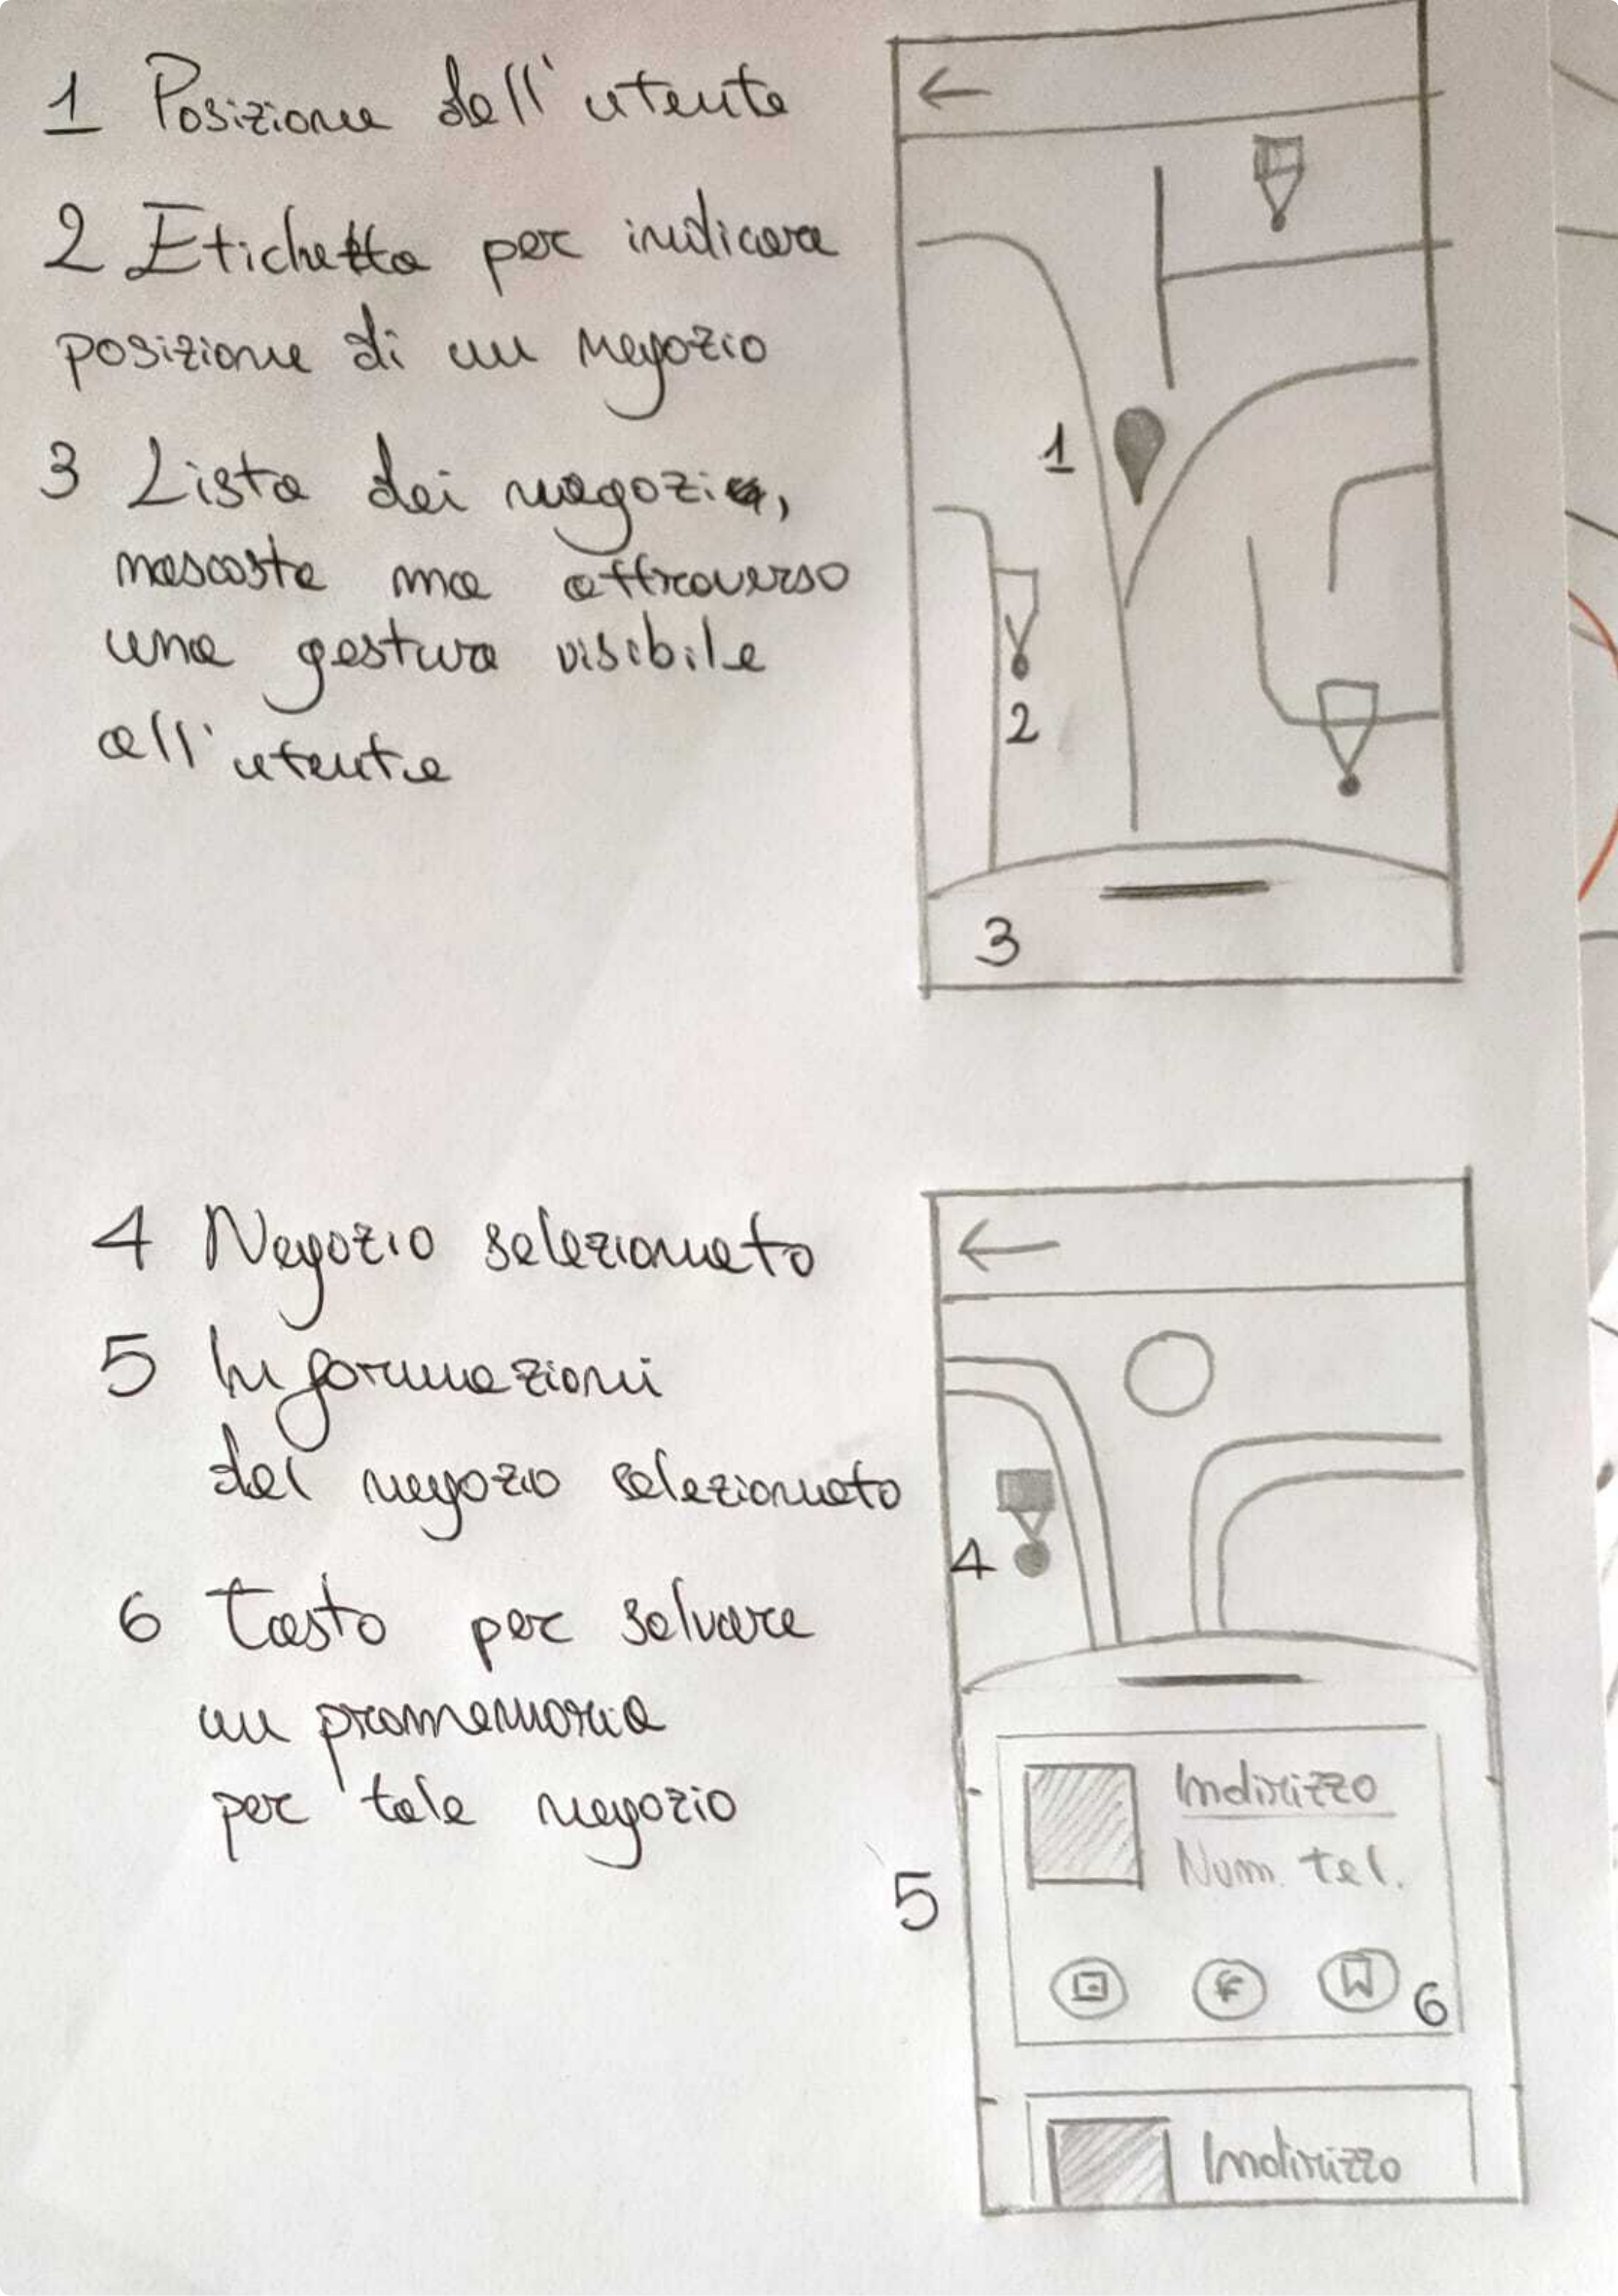 1 Posizione dell'utente
2 Etichetta per indicare
posizione di un negozio
3 Lista dei negozi,
nascosta ma attraverso
una gestura visibile
all'utente
1
2
3
4 Negozio selezionato
5 Informazioni
del negozio selezionato
6 Tasto per salvare
un promemoria
per tale negozio
4
Indirizzo
Num. tel.
5
6
Indirizzo